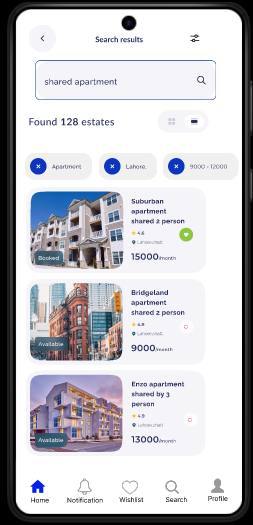 Search results
shared apartment
Found 128 estates
Apartment
Lahore,
9000 - 12000
Suburban
apartment
shared 2 person
4.6
Booked
15000/month
Bridgeland
apartment
shared 2 person
4.9
Available
9000/month
Enzo apartment
shared by 3
person
4.9
Available
13000/month
Home
Notification
Wishlist
Search
Profile